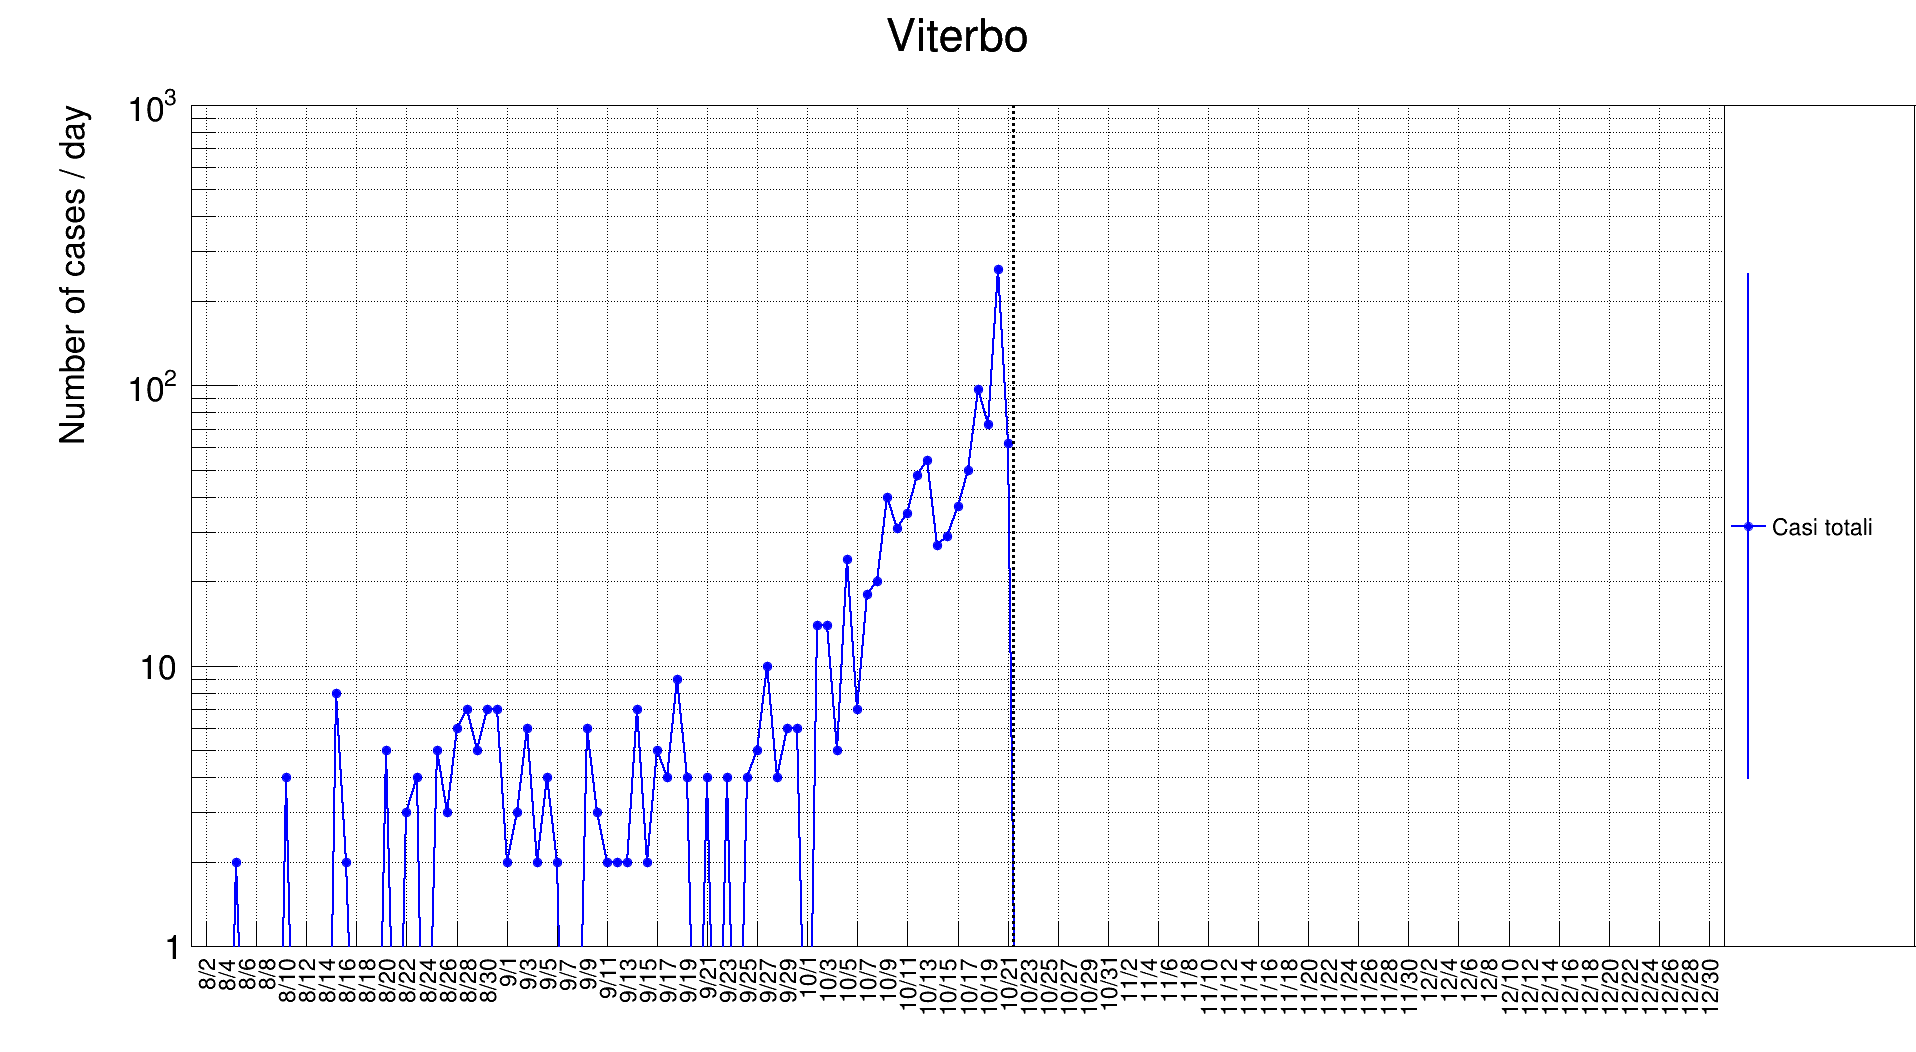 Viterbo
Number of cases / day
10³
10²
10
1
8/2 8/4 8/6 8/8 8/10 8/12 8/14 8/16 8/18 8/20 8/22 8/24 8/26 8/28 8/30 9/1 9/3 9/5 9/7 9/9 9/11 9/13 9/15 9/17 9/19 9/21 9/23 9/25 9/27 9/29 10/1 10/3 10/5 10/7 10/9 10/11 10/13 10/15 10/17 10/19 10/21 10/23 10/25 10/27 10/29 10/31 11/2 11/4 11/6 11/8 11/10 11/12 11/14 11/16 11/18 11/20 11/22 11/24 11/26 11/28 11/30 12/2 12/4 12/6 12/8 12/10 12/12 12/14 12/16 12/18 12/20 12/22 12/24 12/26 12/28 12/30
Casi totali